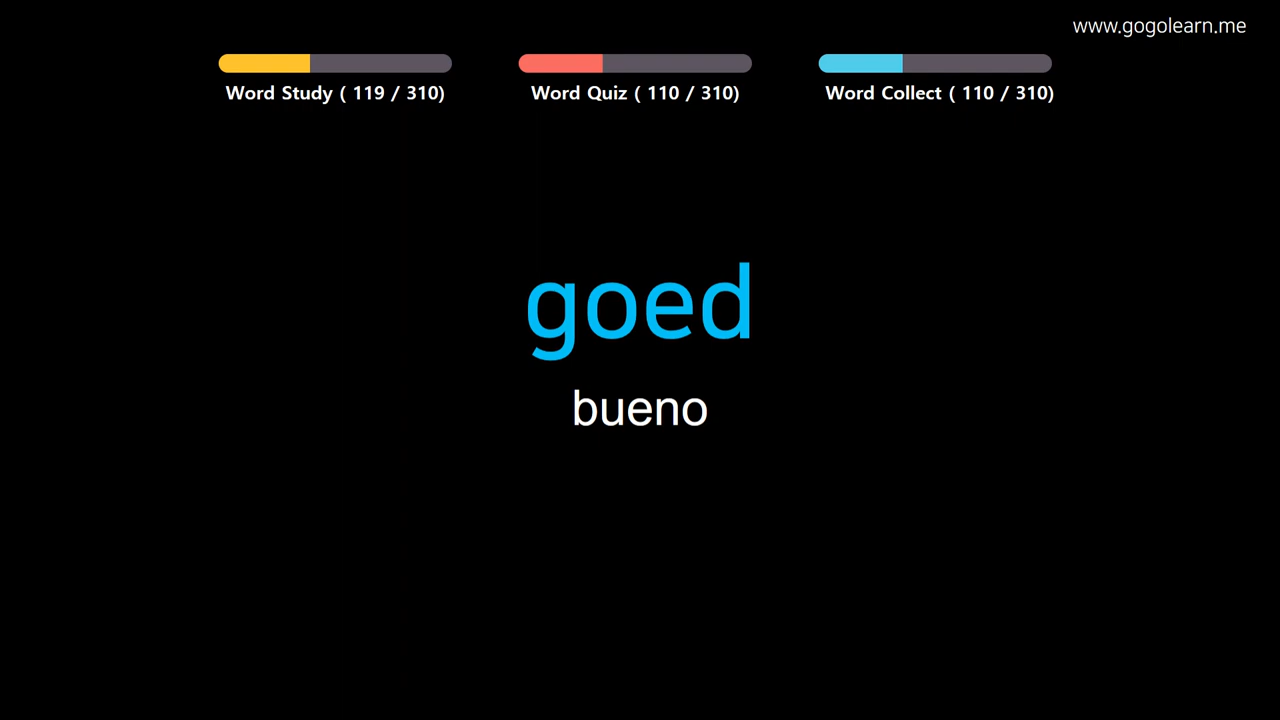 www.gogolearn.me
Word Study ( 119 / 310)
Word Quiz ( 110 / 310)
Word Collect ( 110 / 310)
goed
bueno